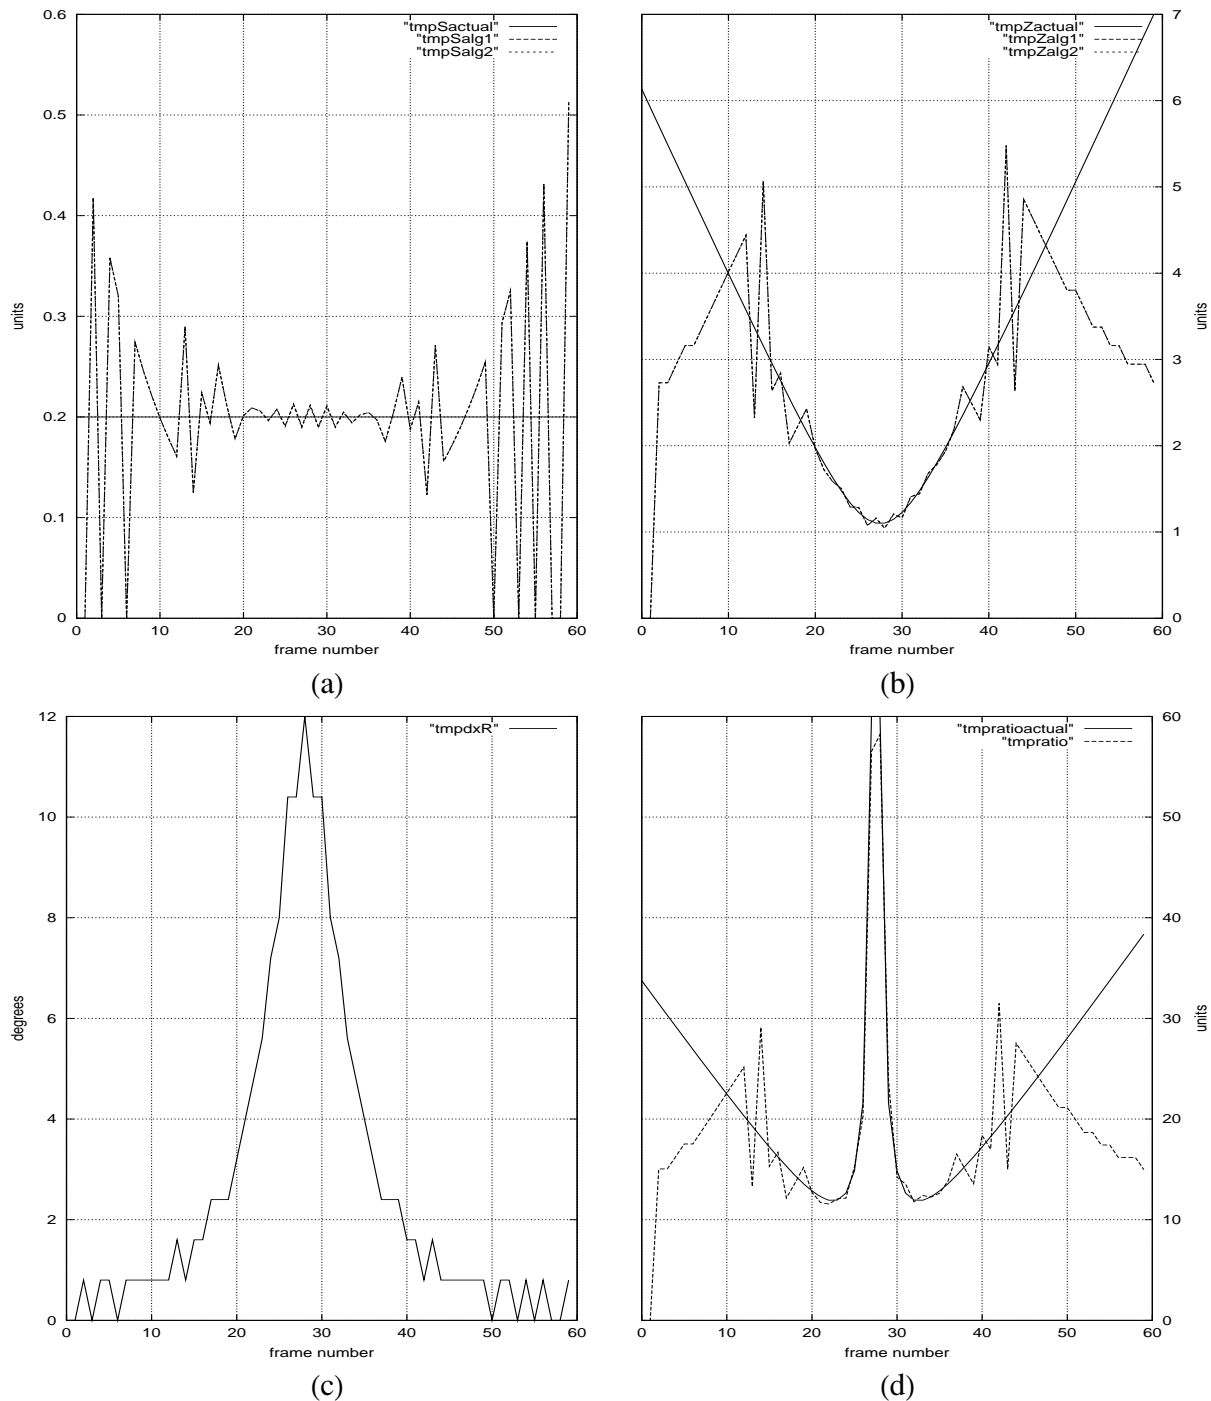 "tmpSactual"
"tmpSalg1"
"tmpSalg2"
0.6
0.5
0.4
0.3
0.2
0.1
0
units
0 10 20 30 40 50 60
frame number
(a)
"tmpZactual"
"tmpZalg1"
"tmpZalg2"
7
6
5
4
3
2
1
0
units
0 10 20 30 40 50 60
frame number
(b)
"tmpdxR"
12
10
8
6
4
2
0
degrees
0 10 20 30 40 50 60
frame number
(c)
"tmpratioactual"
"tmpratio"
60
50
40
30
20
10
0
units
0 10 20 30 40 50 60
frame number
(d)